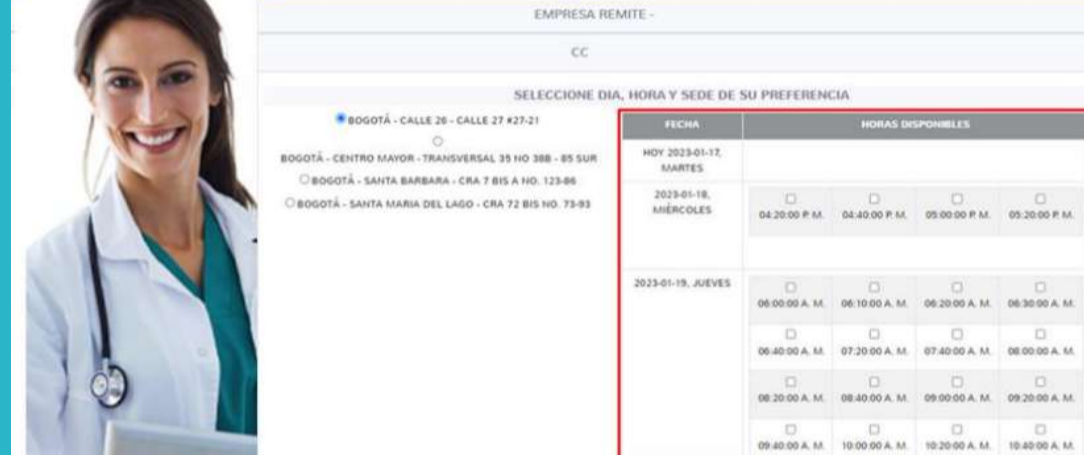 EMPRESA REMITE -
CC
SELECCIONE DIA, HORA Y SEDE DE SU PREFERENCIA
BOGOTÁ - CALLE 26 - CALLE 27 #27-21
BOGOTÁ - CENTRO MAYOR - TRANSVERSAL 35 NO 38B - 85 SUR
BOGOTÁ - SANTA BARBARA - CRA 7 BIS A NO. 123-86
BOGOTÁ - SANTA MARIA DEL LAGO - CRA 72 BIS NO. 73-93
FECHA HORAS DISPONIBLES
HOY 2023-01-17,
MARTES
2023-01-18,
MIÉRCOLES
04:20:00 P. M. 04:40:00 P. M. 05:00:00 P. M. 05:20:00 P. M.
2023-01-19, JUEVES
06:00:00 A. M. 06:10:00 A. M. 06:20:00 A. M. 06:30:00 A. M.
06:40:00 A. M. 07:20:00 A. M. 07:40:00 A. M. 08:00:00 A. M.
08:20:00 A. M. 08:40:00 A. M. 09:00:00 A. M. 09:20:00 A. M.
09:40:00 A. M. 10:00:00 A. M. 10:20:00 A. M. 10:40:00 A. M.